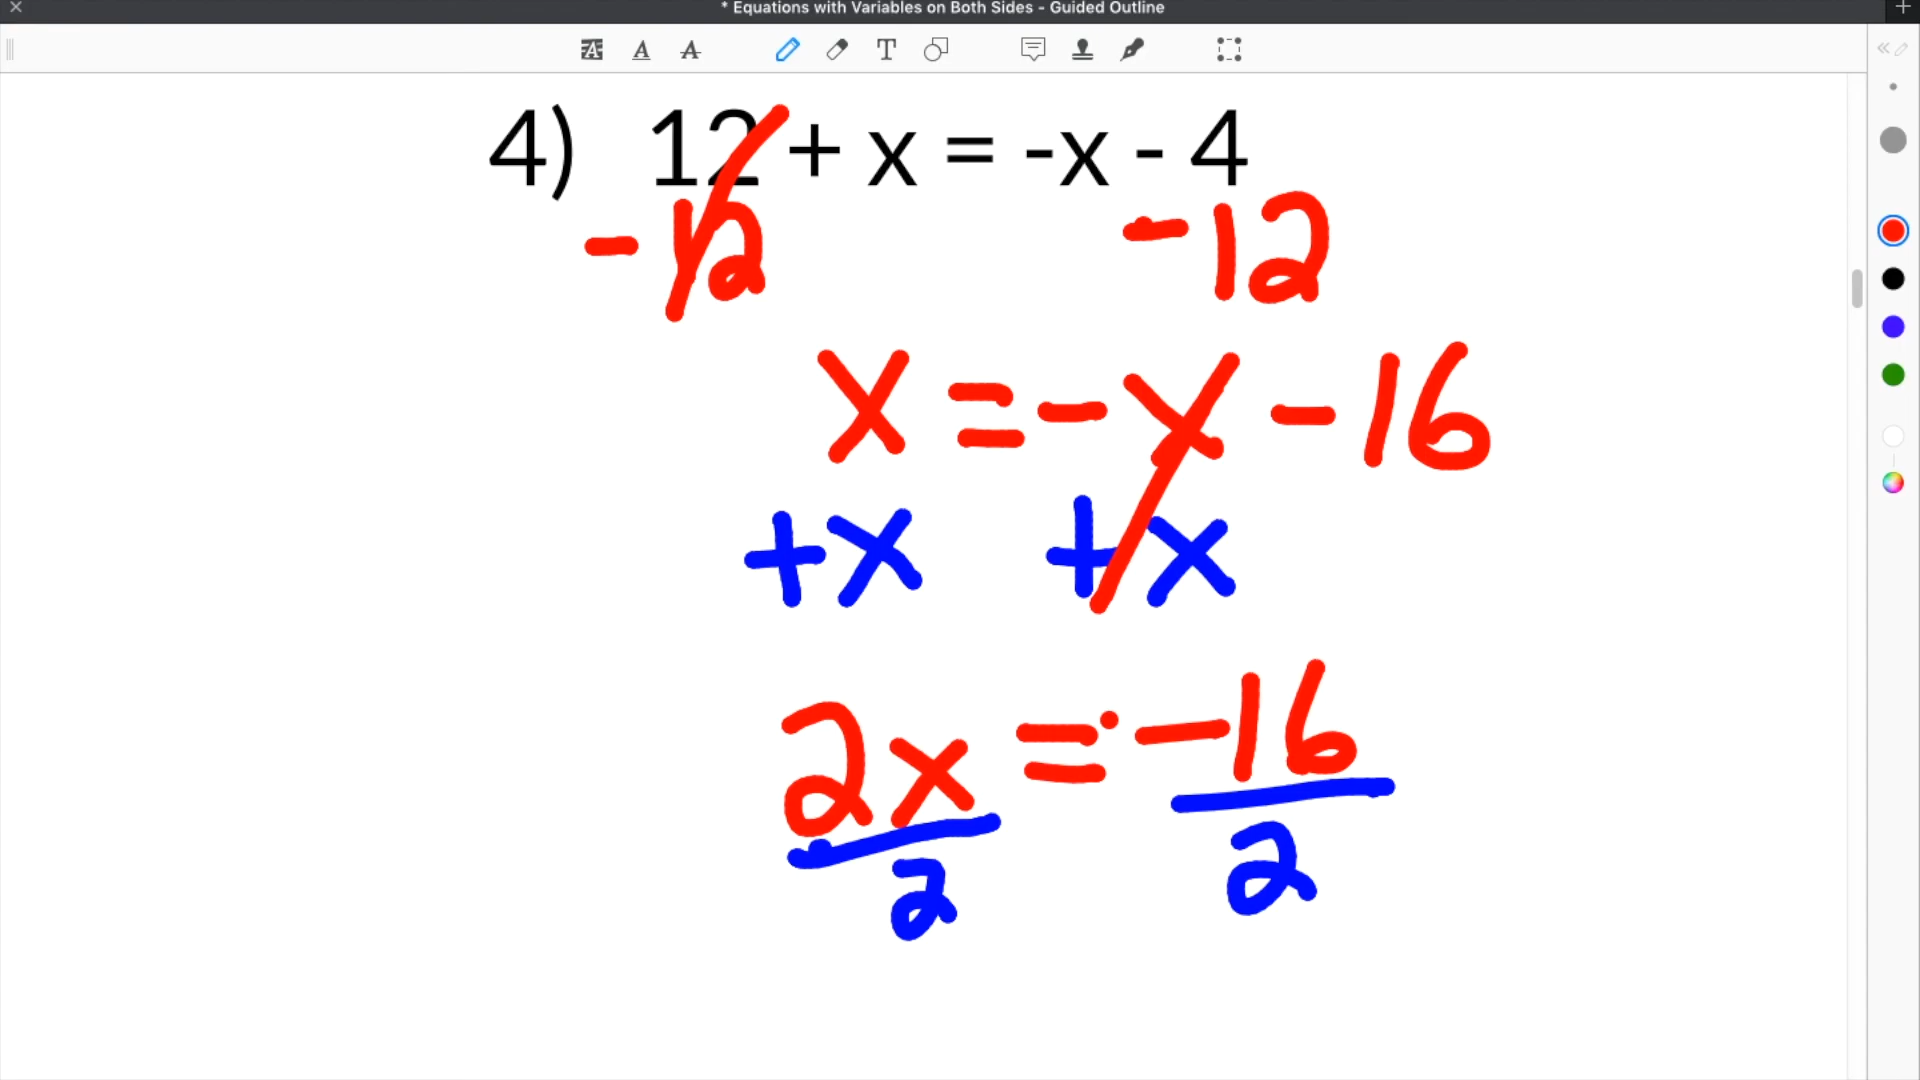 * Equations with Variables on Both Sides - Guided Outline
A A A T
4) 12 + x = -x - 4
-12 -12
x = -x - 16
+x +x
2x = -16
2 2